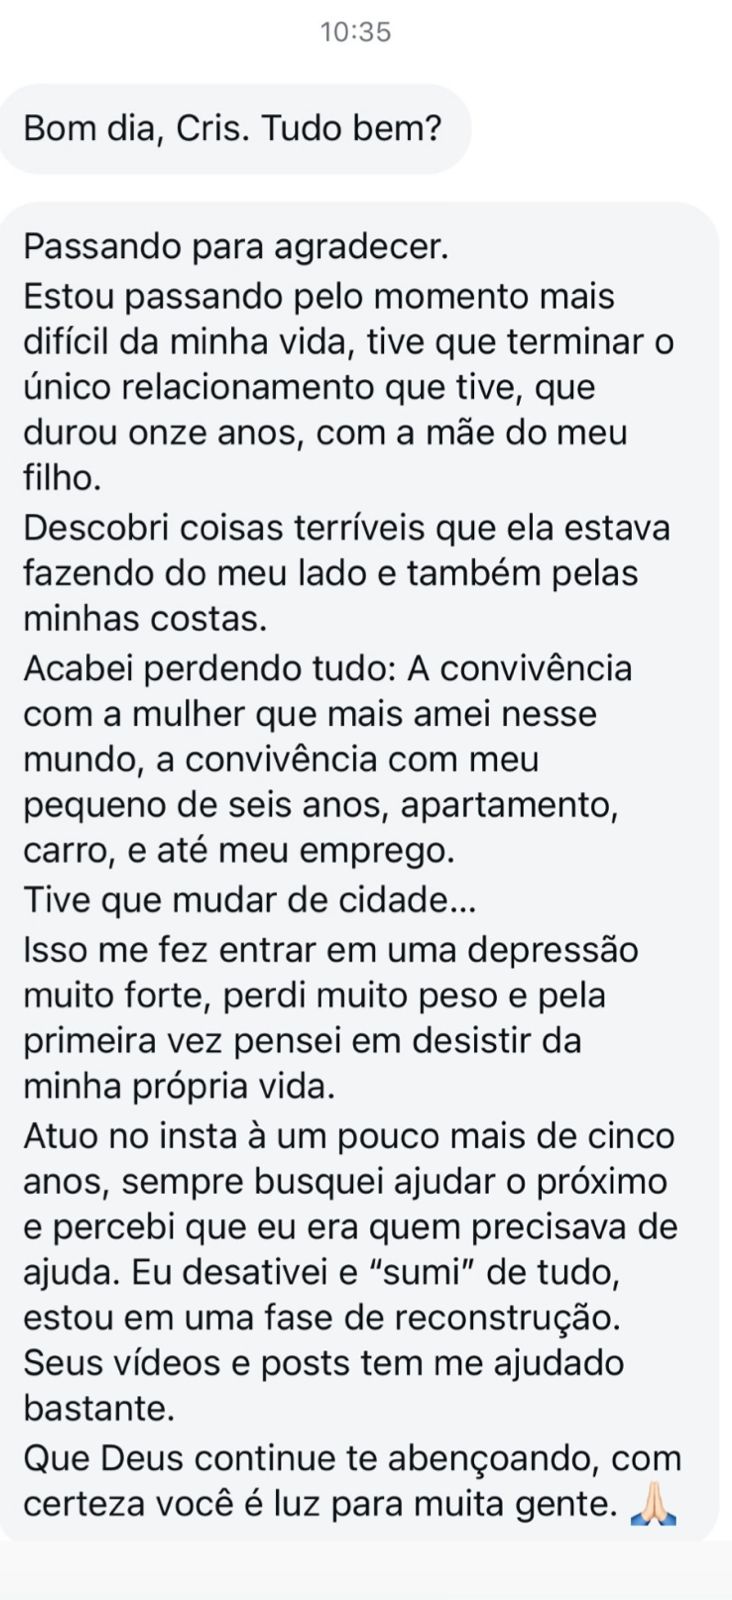 10:35
Bom dia, Cris. Tudo bem?
Passando para agradecer.
Estou passando pelo momento mais
difícil da minha vida, tive que terminar o
único relacionamento que tive, que
durou onze anos, com a mãe do meu
filho.
Descobri coisas terríveis que ela estava
fazendo do meu lado e também pelas
minhas costas.
Acabei perdendo tudo: A convivência
com a mulher que mais amei nesse
mundo, a convivência com meu
pequeno de seis anos, apartamento,
carro, e até meu emprego.
Tive que mudar de cidade...
Isso me fez entrar em uma depressão
muito forte, perdi muito peso e pela
primeira vez pensei em desistir da
minha própria vida.
Atuo no insta à um pouco mais de cinco
anos, sempre busquei ajudar o próximo
e percebi que eu era quem precisava de
ajuda. Eu desativei e “sumi” de tudo,
estou em uma fase de reconstrução.
Seus vídeos e posts tem me ajudado
bastante.
Que Deus continue te abençoando, com
certeza você é luz para muita gente. 🙏🏻